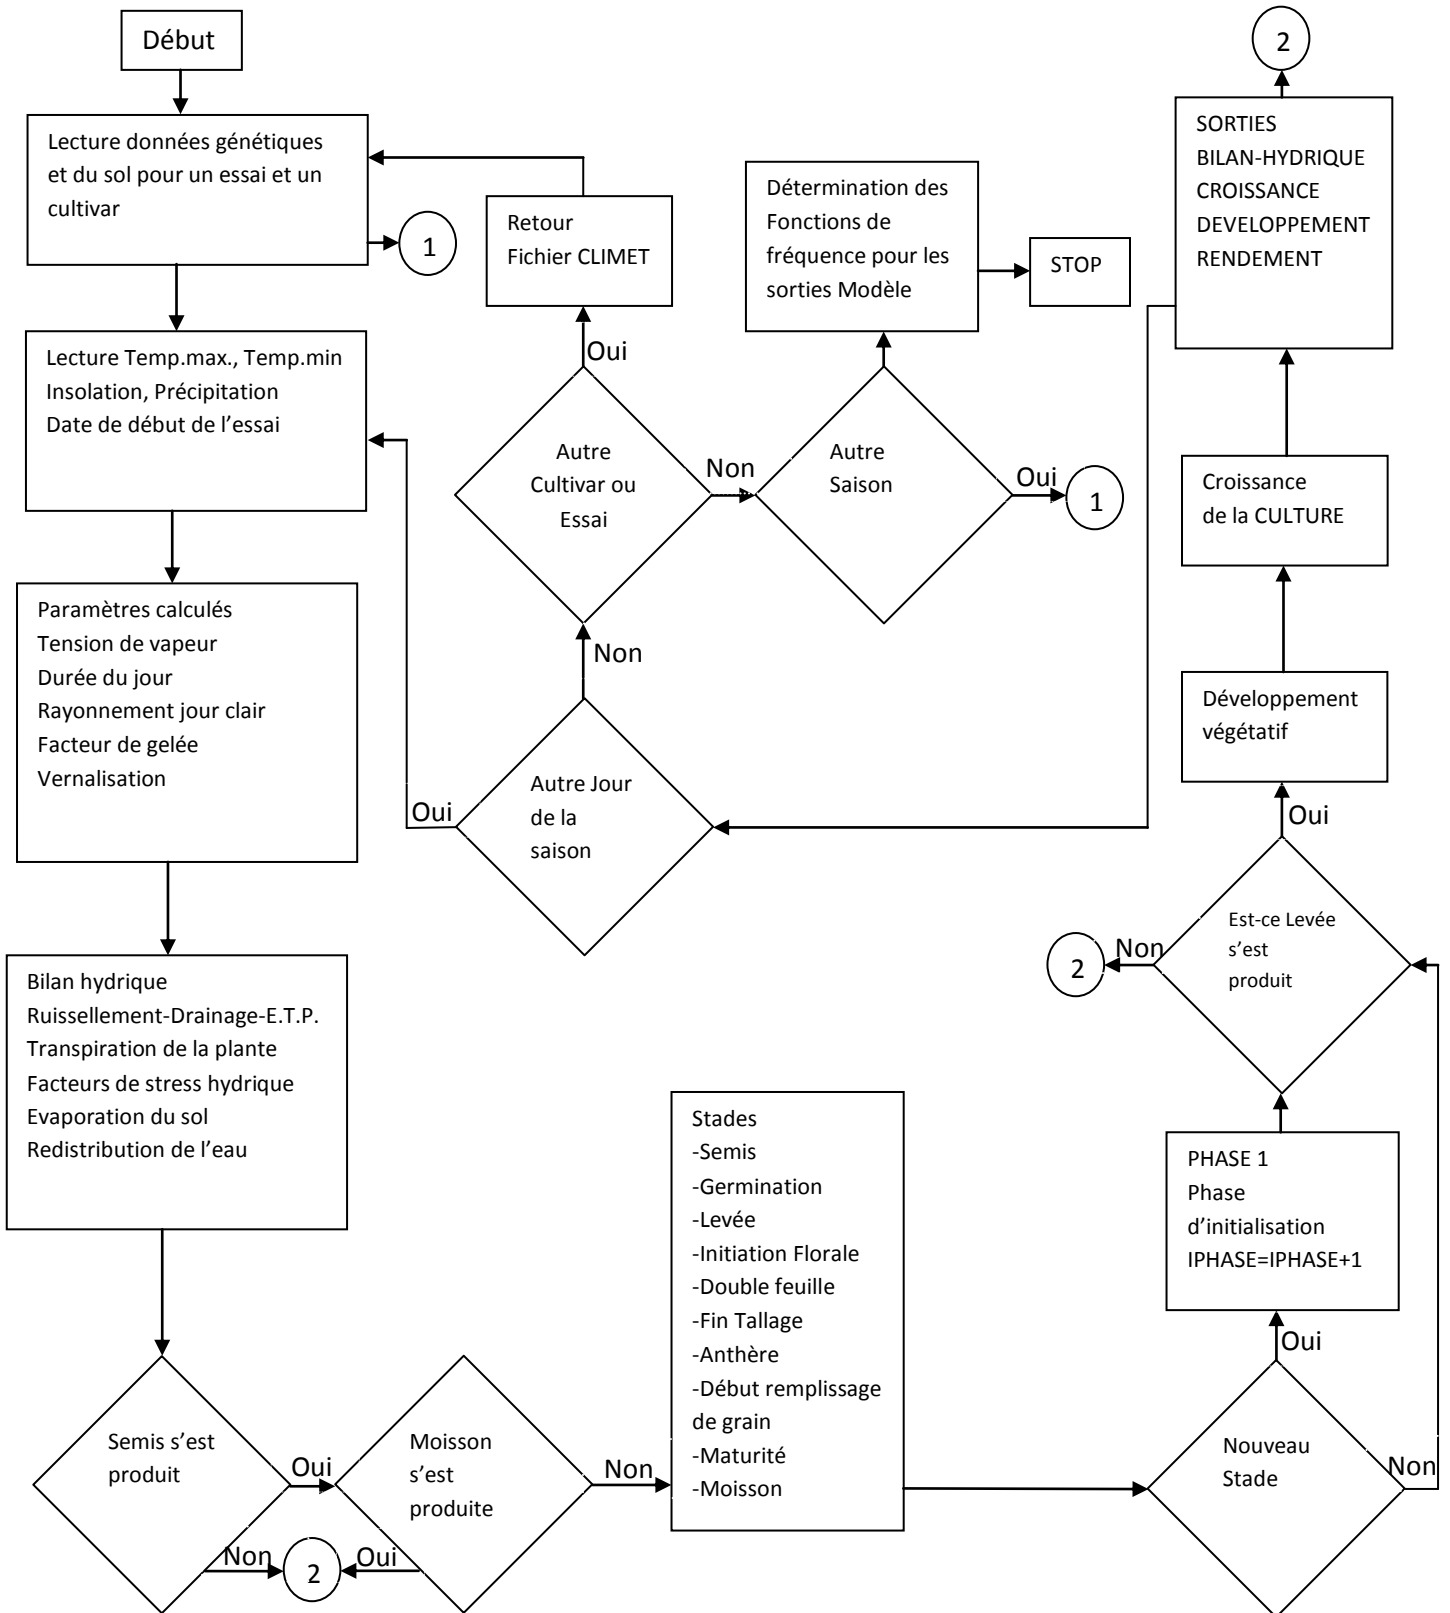 Début
2
Lecture données génétiques
et du sol pour un essai et un
cultivar
1
Retour
Fichier CLIMET
Détermination des
Fonctions de
fréquence pour les
sorties Modèle
STOP
SORTIES
BILAN-HYDRIQUE
CROISSANCE
DEVELOPPEMENT
RENDEMENT
Lecture Temp.max., Temp.min
Insolation, Précipitation
Date de début de l’essai
Oui
Autre
Cultivar ou
Essai
Non
Autre
Saison
Oui
1
Croissance
de la CULTURE
Paramètres calculés
Tension de vapeur
Durée du jour
Rayonnement jour clair
Facteur de gelée
Vernalisation
Non
Autre Jour
de la
saison
Oui
Développement
végétatif
Oui
Est-ce Levée
s’est
produit
Non
2
Bilan hydrique
Ruissellement-Drainage-E.T.P.
Transpiration de la plante
Facteurs de stress hydrique
Evaporation du sol
Redistribution de l’eau
Stades
-Semis
-Germination
-Levée
-Initiation Florale
-Double feuille
-Fin Tallage
-Anthère
-Début remplissage
de grain
-Maturité
-Moisson
PHASE 1
Phase
d’initialisation
IPHASE=IPHASE+1
Oui
Semis s’est
produit
Oui
Moisson
s’est
produite
Non
Nouveau
Stade
Non
Non
2
Oui